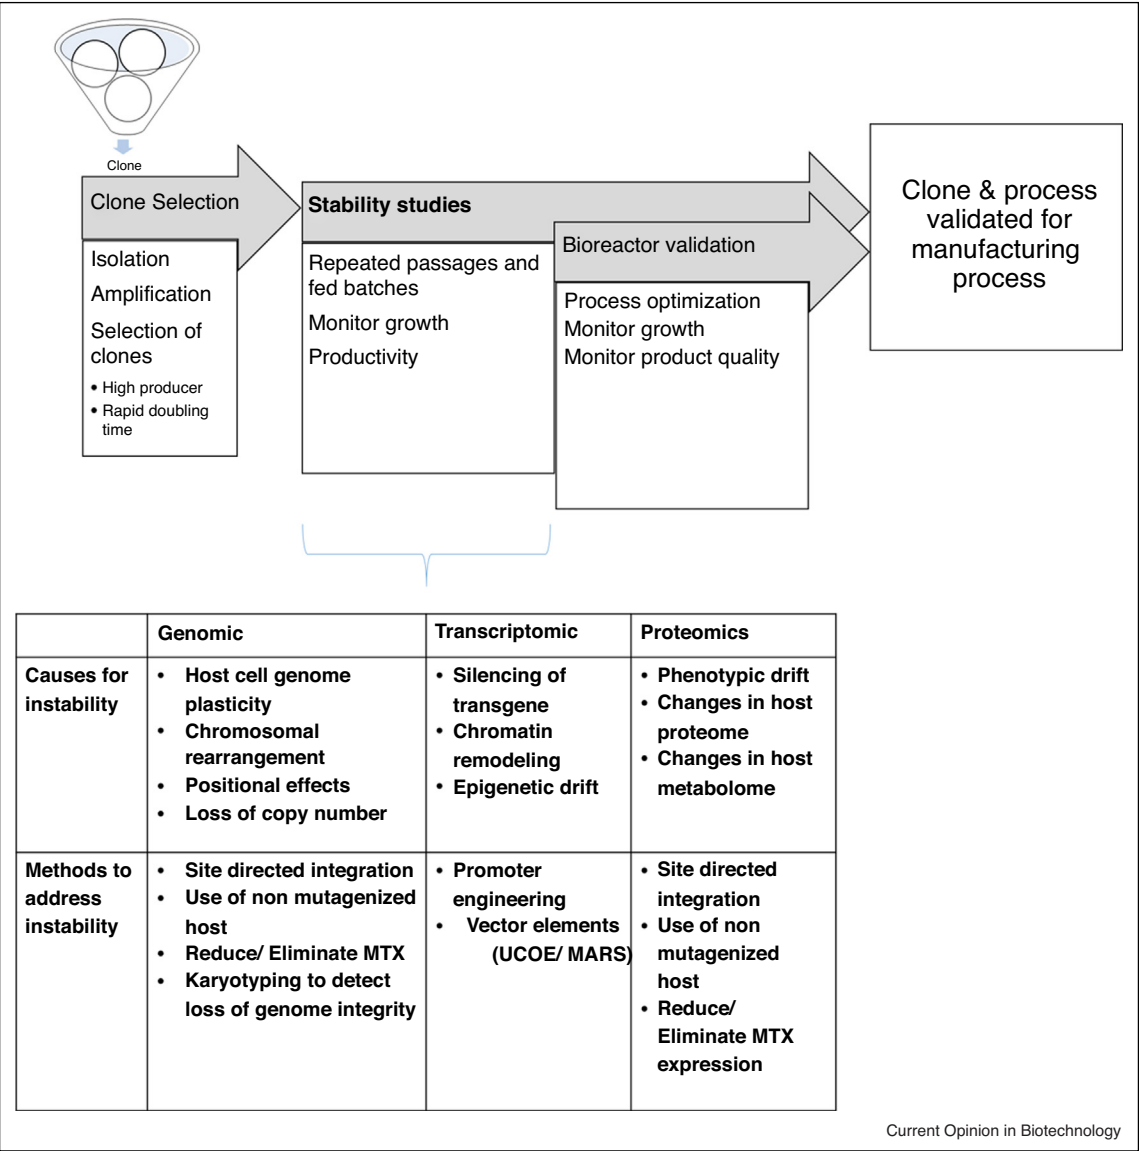 Clone
Clone Selection
Isolation
Amplification
Selection of
clones
• High producer
• Rapid doubling
time
Stability studies
Repeated passages and
fed batches
Monitor growth
Productivity
Bioreactor validation
Process optimization
Monitor growth
Monitor product quality
Clone & process
validated for
manufacturing
process
Genomic
Transcriptomic
Proteomics
Causes for
instability
• Host cell genome
plasticity
• Chromosomal
rearrangement
• Positional effects
• Loss of copy number
• Silencing of
transgene
• Chromatin
remodeling
• Epigenetic drift
• Phenotypic drift
• Changes in host
proteome
• Changes in host
metabolome
Methods to
address
instability
• Site directed integration
• Use of non mutagenized
host
• Reduce/ Eliminate MTX
• Karyotyping to detect
loss of genome integrity
• Promoter
engineering
• Vector elements
(UCOE/ MARS)
• Site directed
integration
• Use of non
mutagenized
host
• Reduce/
Eliminate MTX
expression
Current Opinion in Biotechnology